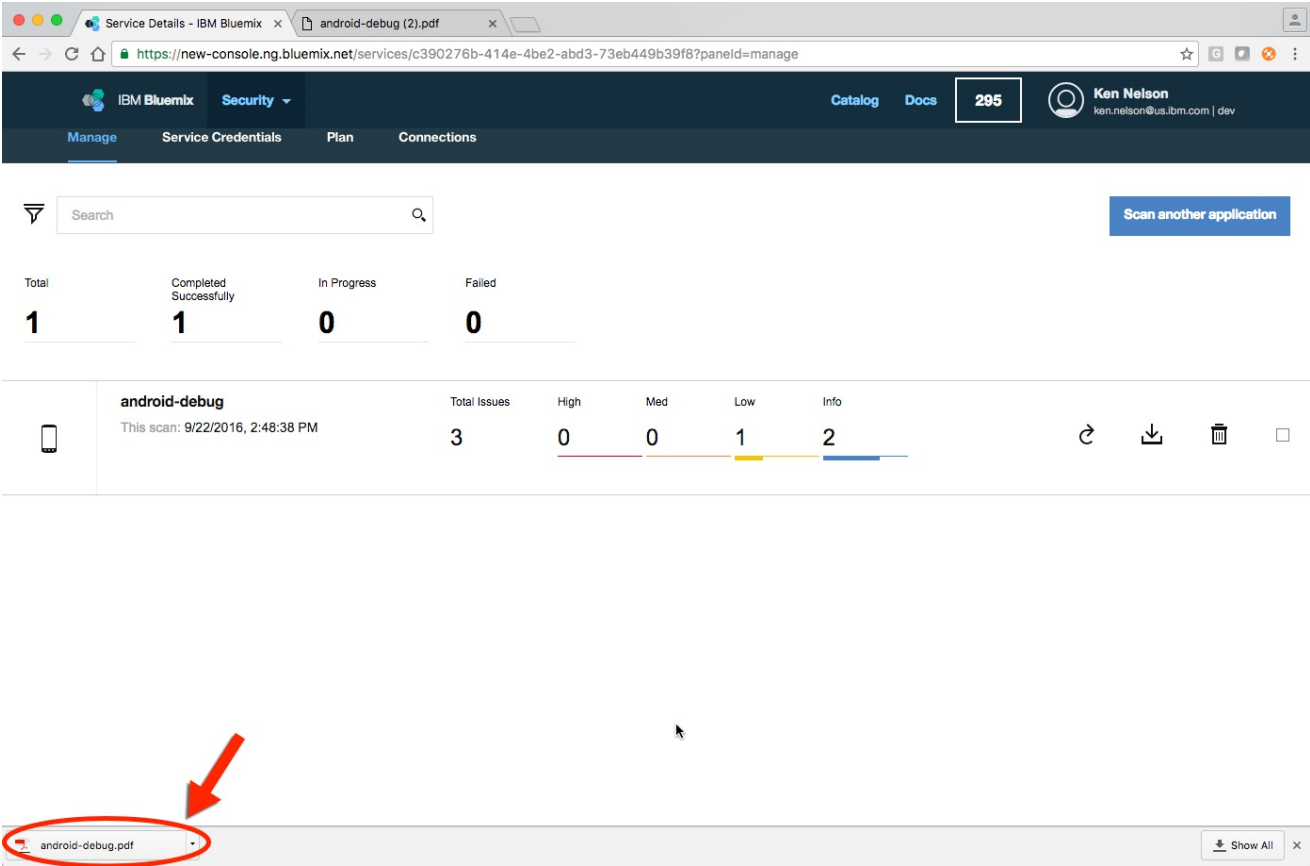 Service Details - IBM Bluemix
android-debug (2).pdf
https://new-console.ng.bluemix.net/services/c390276b-414e-4be2-abd3-73eb449b39f8?paneId=manage
IBM Bluemix Security Catalog Docs 295 Ken Nelson
ken.nelson@us.ibm.com | dev
Manage Service Credentials Plan Connections
Search
Scan another application
Total Completed Successfully In Progress Failed
1 1 0 0
android-debug Total Issues High Med Low Info
This scan: 9/22/2016, 2:48:38 PM
3 0 0 1 2
android-debug.pdf
Show All